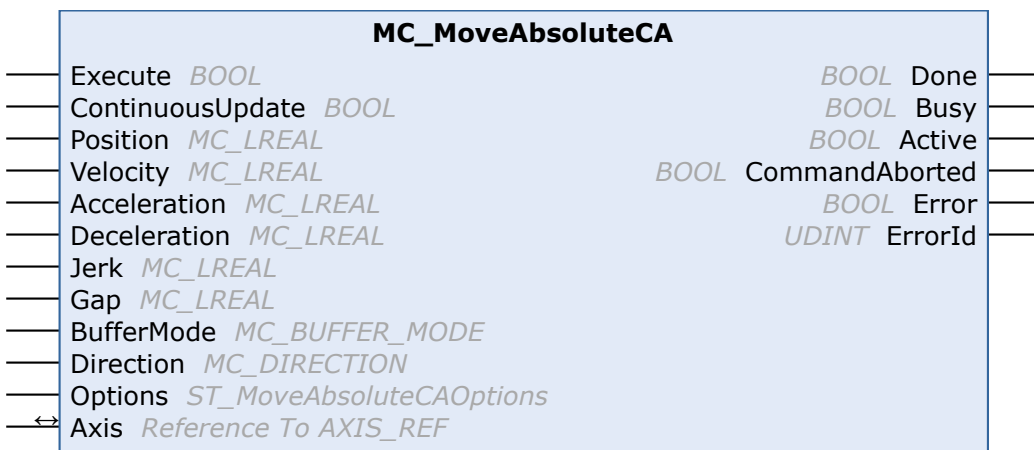 MC_MoveAbsoluteCA
Execute BOOL BOOL Done
ContinuousUpdate BOOL BOOL Busy
Position MC_LREAL BOOL Active
Velocity MC_LREAL BOOL CommandAborted
Acceleration MC_LREAL BOOL Error
Deceleration MC_LREAL UDINT ErrorId
Jerk MC_LREAL
Gap MC_LREAL
BufferMode MC_BUFFER_MODE
Direction MC_DIRECTION
Options ST_MoveAbsoluteCAOptions
↔ Axis Reference To AXIS_REF